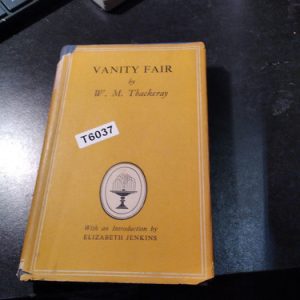 VANITY FAIR
by
W. M. Thackeray
T6037
With an Introduction by
ELIZABETH JENKINS